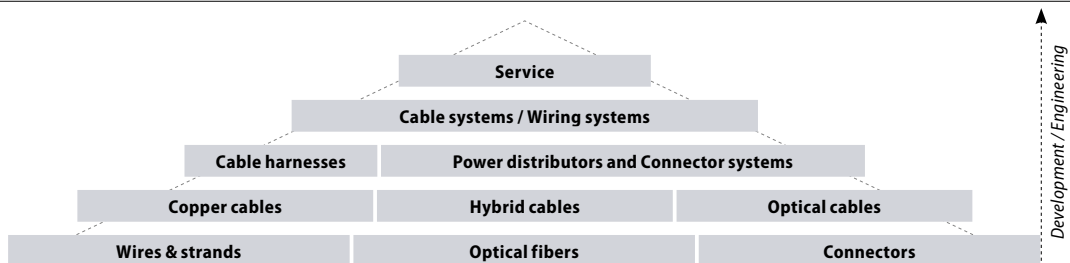 Service
Cable systems / Wiring systems
Cable harnesses
Power distributors and Connector systems
Copper cables
Hybrid cables
Optical cables
Wires & strands
Optical fibers
Connectors
Development / Engineering